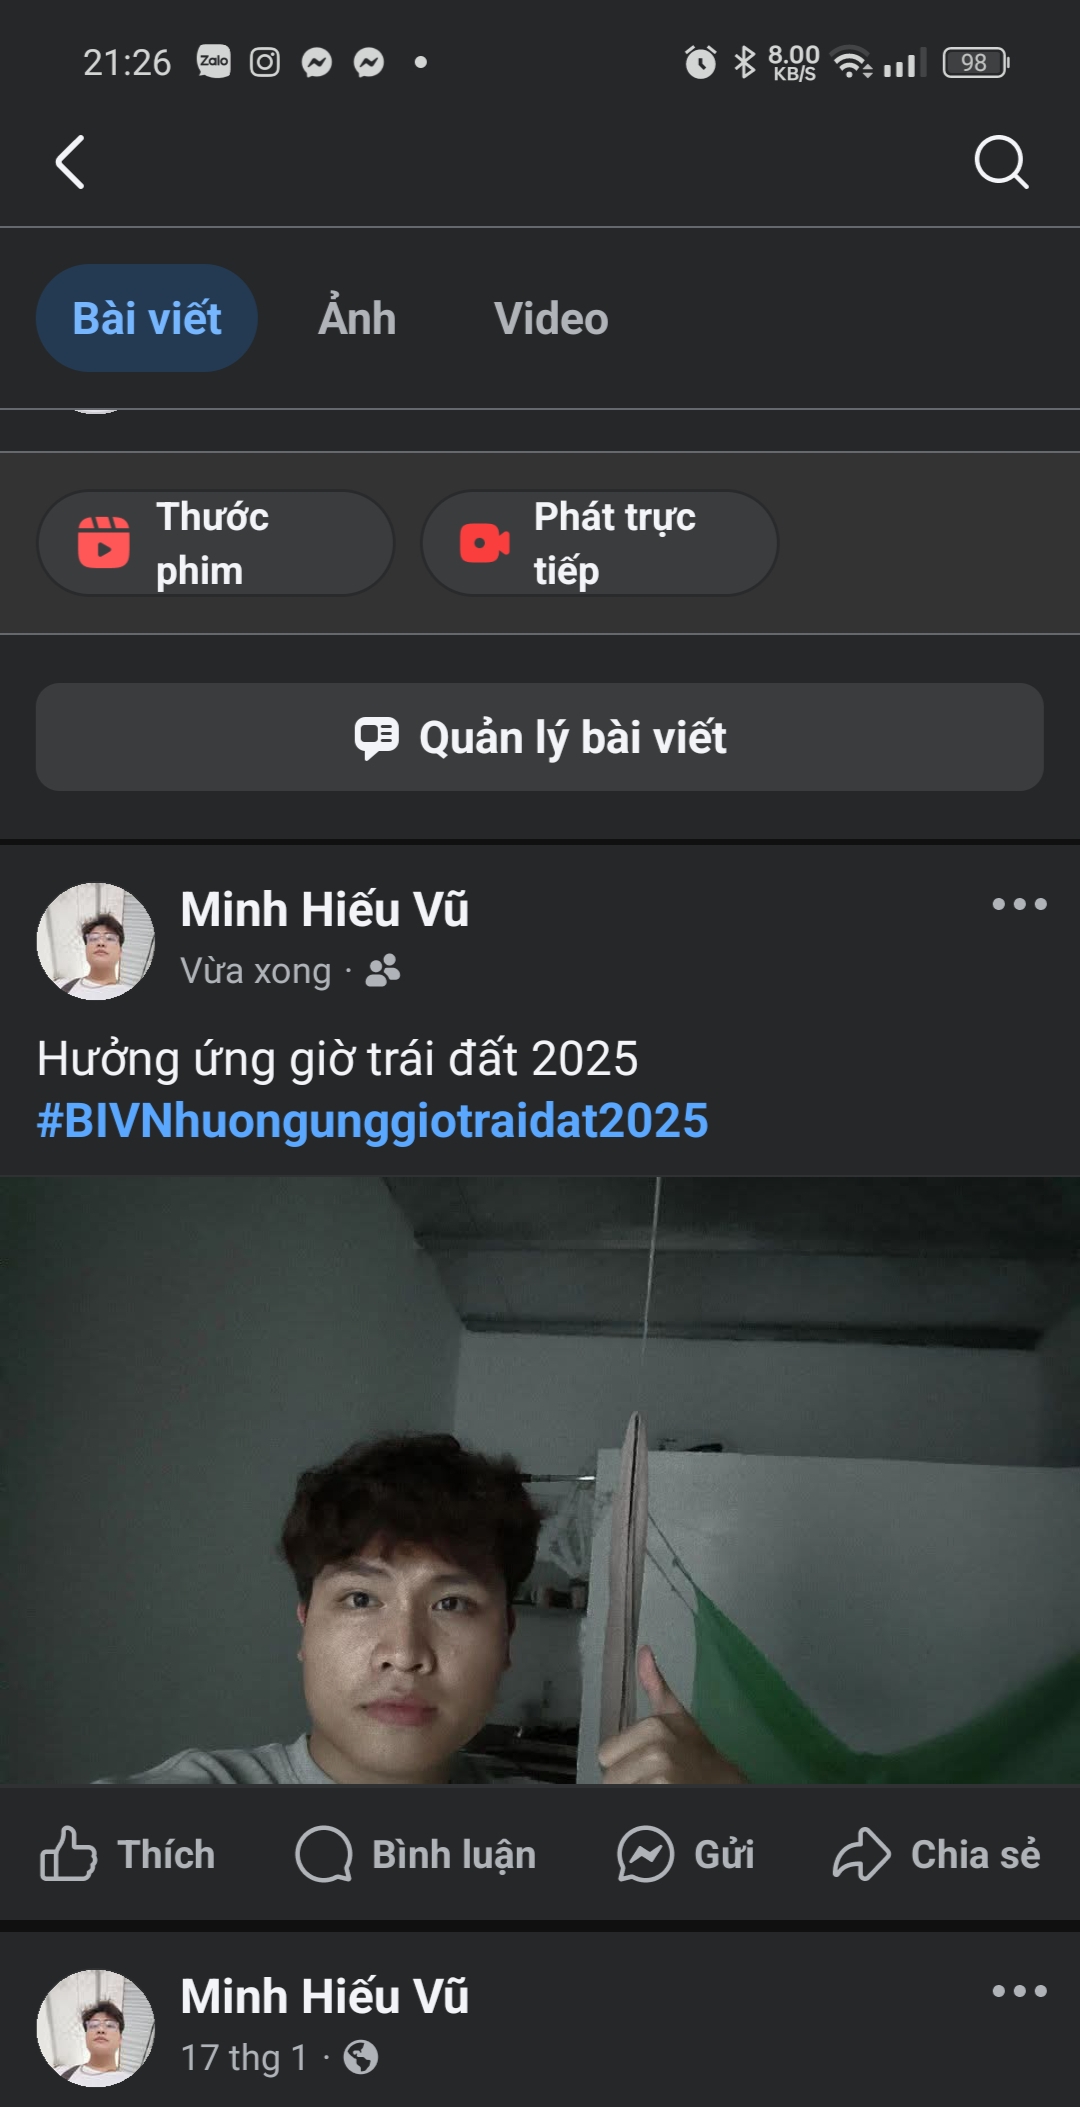 21:26 Zalo 8.00 KB/S 98
Bài viết Ảnh Video
Thước phim
Phát trực tiếp
Quản lý bài viết
Minh Hiếu Vũ
Vừa xong ·
Hưởng ứng giờ trái đất 2025
#BIVNhuongunggiotraidat2025
Thích Bình luận Gửi Chia sẻ
Minh Hiếu Vũ
17 thg 1 ·